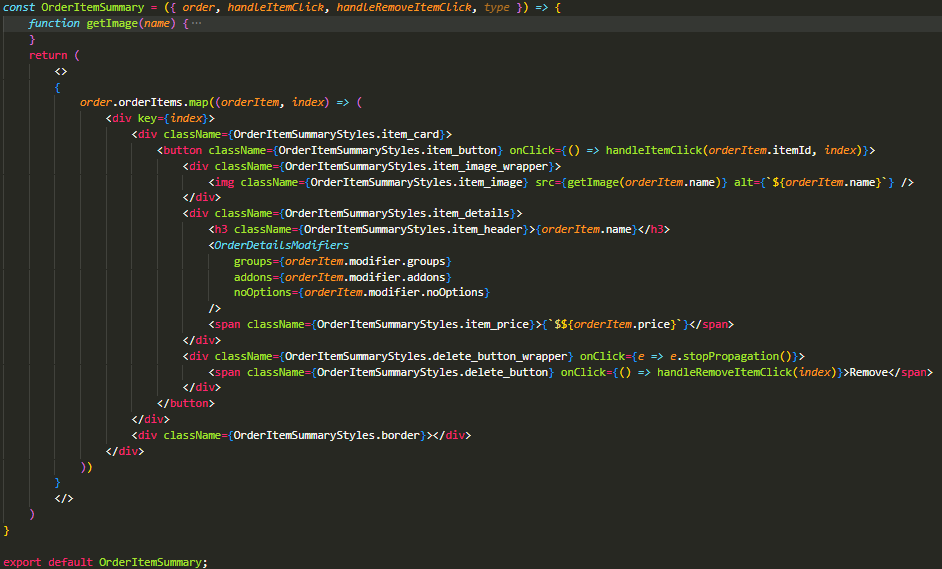 const OrderItemSummary = ({ order, handleItemClick, handleRemoveItemClick, type }) => {
    function getImage(name) { ⋯
    }
    return (
        <>
        {
            order.orderItems.map((orderItem, index) => (
                <div key={index}>
                    <div className={OrderItemSummaryStyles.item_card}>
                        <button className={OrderItemSummaryStyles.item_button} onClick={() => handleItemClick(orderItem.itemId, index)}>
                            <div className={OrderItemSummaryStyles.item_image_wrapper}>
                                <img className={OrderItemSummaryStyles.item_image} src={getImage(orderItem.name)} alt={`${orderItem.name}`} />
                            </div>
                            <div className={OrderItemSummaryStyles.item_details}>
                                <h3 className={OrderItemSummaryStyles.item_header}>{orderItem.name}</h3>
                                <OrderDetailsModifiers
                                    groups={orderItem.modifier.groups}
                                    addons={orderItem.modifier.addons}
                                    noOptions={orderItem.modifier.noOptions}
                                />
                                <span className={OrderItemSummaryStyles.item_price}>{`$${orderItem.price}`}</span>
                            </div>
                            <div className={OrderItemSummaryStyles.delete_button_wrapper} onClick={e => e.stopPropagation()}>
                                <span className={OrderItemSummaryStyles.delete_button} onClick={() => handleRemoveItemClick(index)}>Remove</span>
                            </div>
                        </button>
                    </div>
                    <div className={OrderItemSummaryStyles.border}></div>
                </div>
            ))
        }
        </>
    )
}

export default OrderItemSummary;